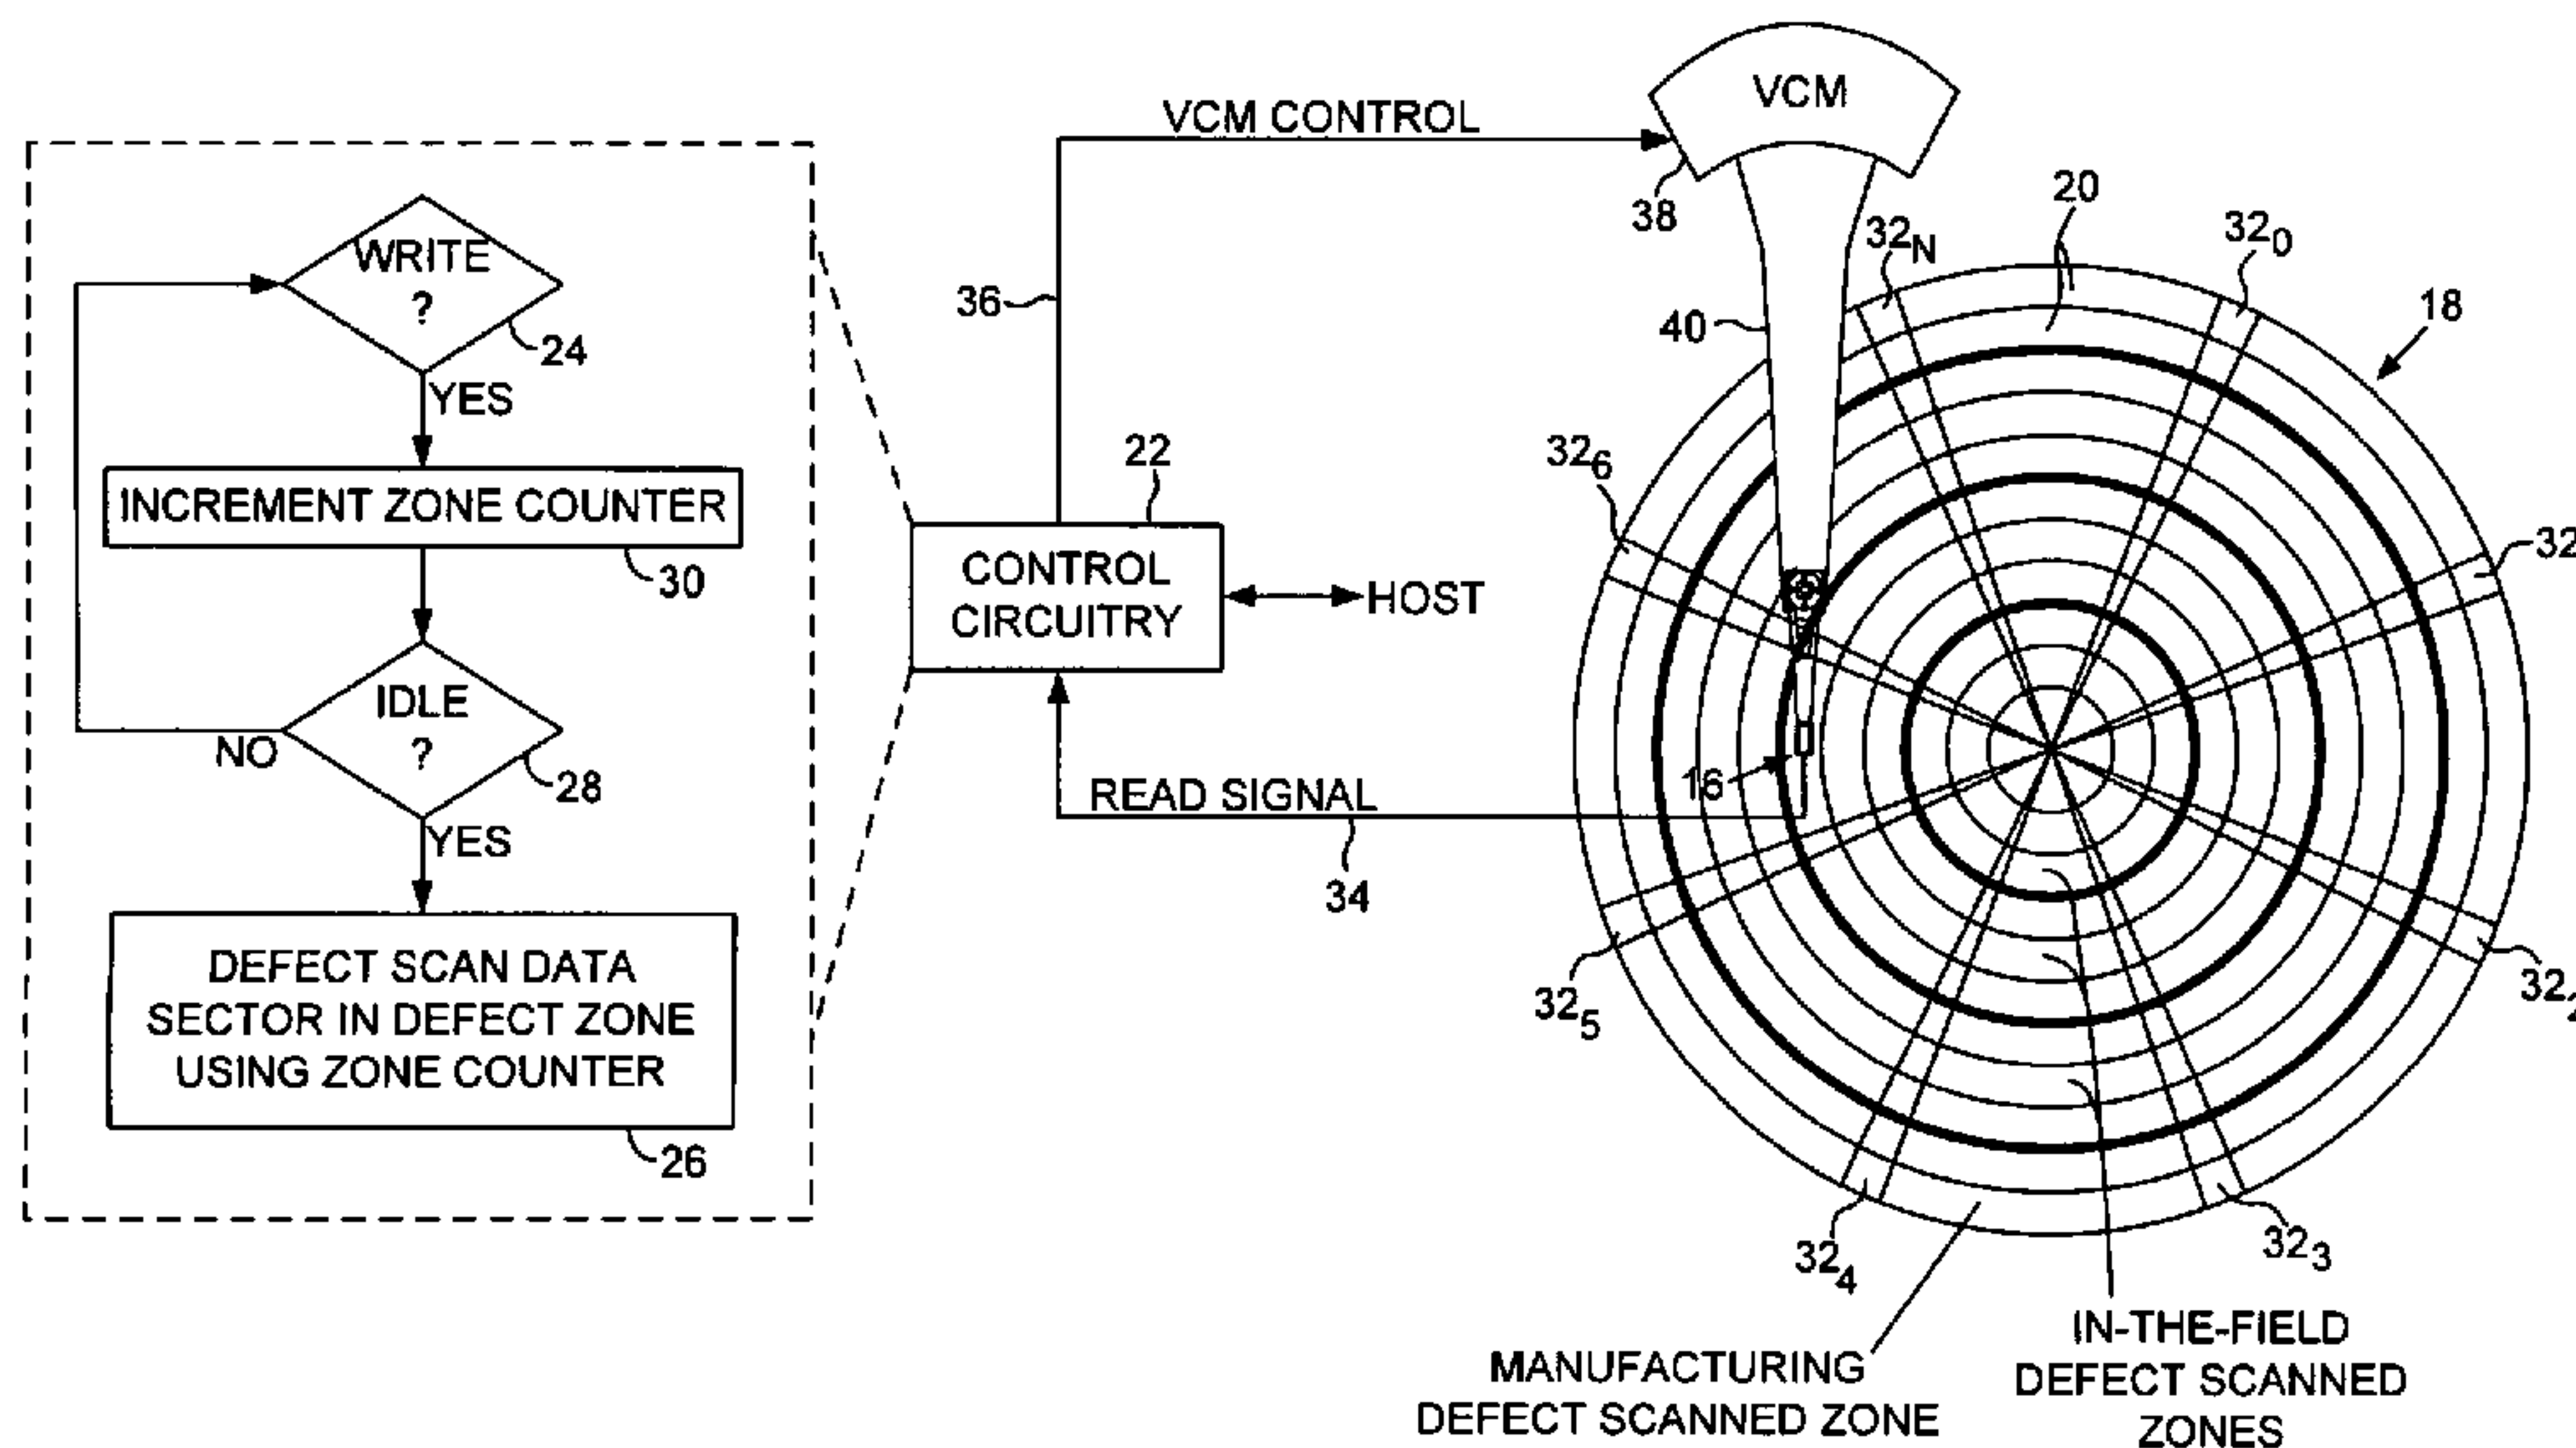 WRITE
?
24
YES
INCREMENT ZONE COUNTER
30
IDLE
?
28
NO
YES
DEFECT SCAN DATA
SECTOR IN DEFECT ZONE
USING ZONE COUNTER
26
VCM CONTROL
36
22
CONTROL
CIRCUITRY
HOST
READ SIGNAL
34
VCM
38
40
20
18
16
32N
320
32
32
323
324
325
326
MANUFACTURING
DEFECT SCANNED ZONE
IN-THE-FIELD
DEFECT SCANNED
ZONES